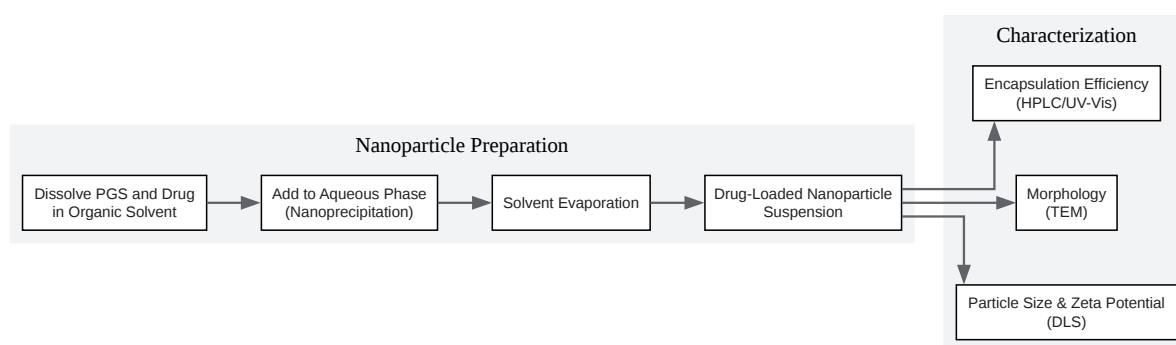 Nanoparticle Preparation
Dissolve PGS and Drug
in Organic Solvent
Add to Aqueous Phase
(Nanoprecipitation)
Solvent Evaporation
Drug-Loaded Nanoparticle
Suspension
Characterization
Encapsulation Efficiency
(HPLC/UV-Vis)
Morphology
(TEM)
Particle Size & Zeta Potential
(DLS)